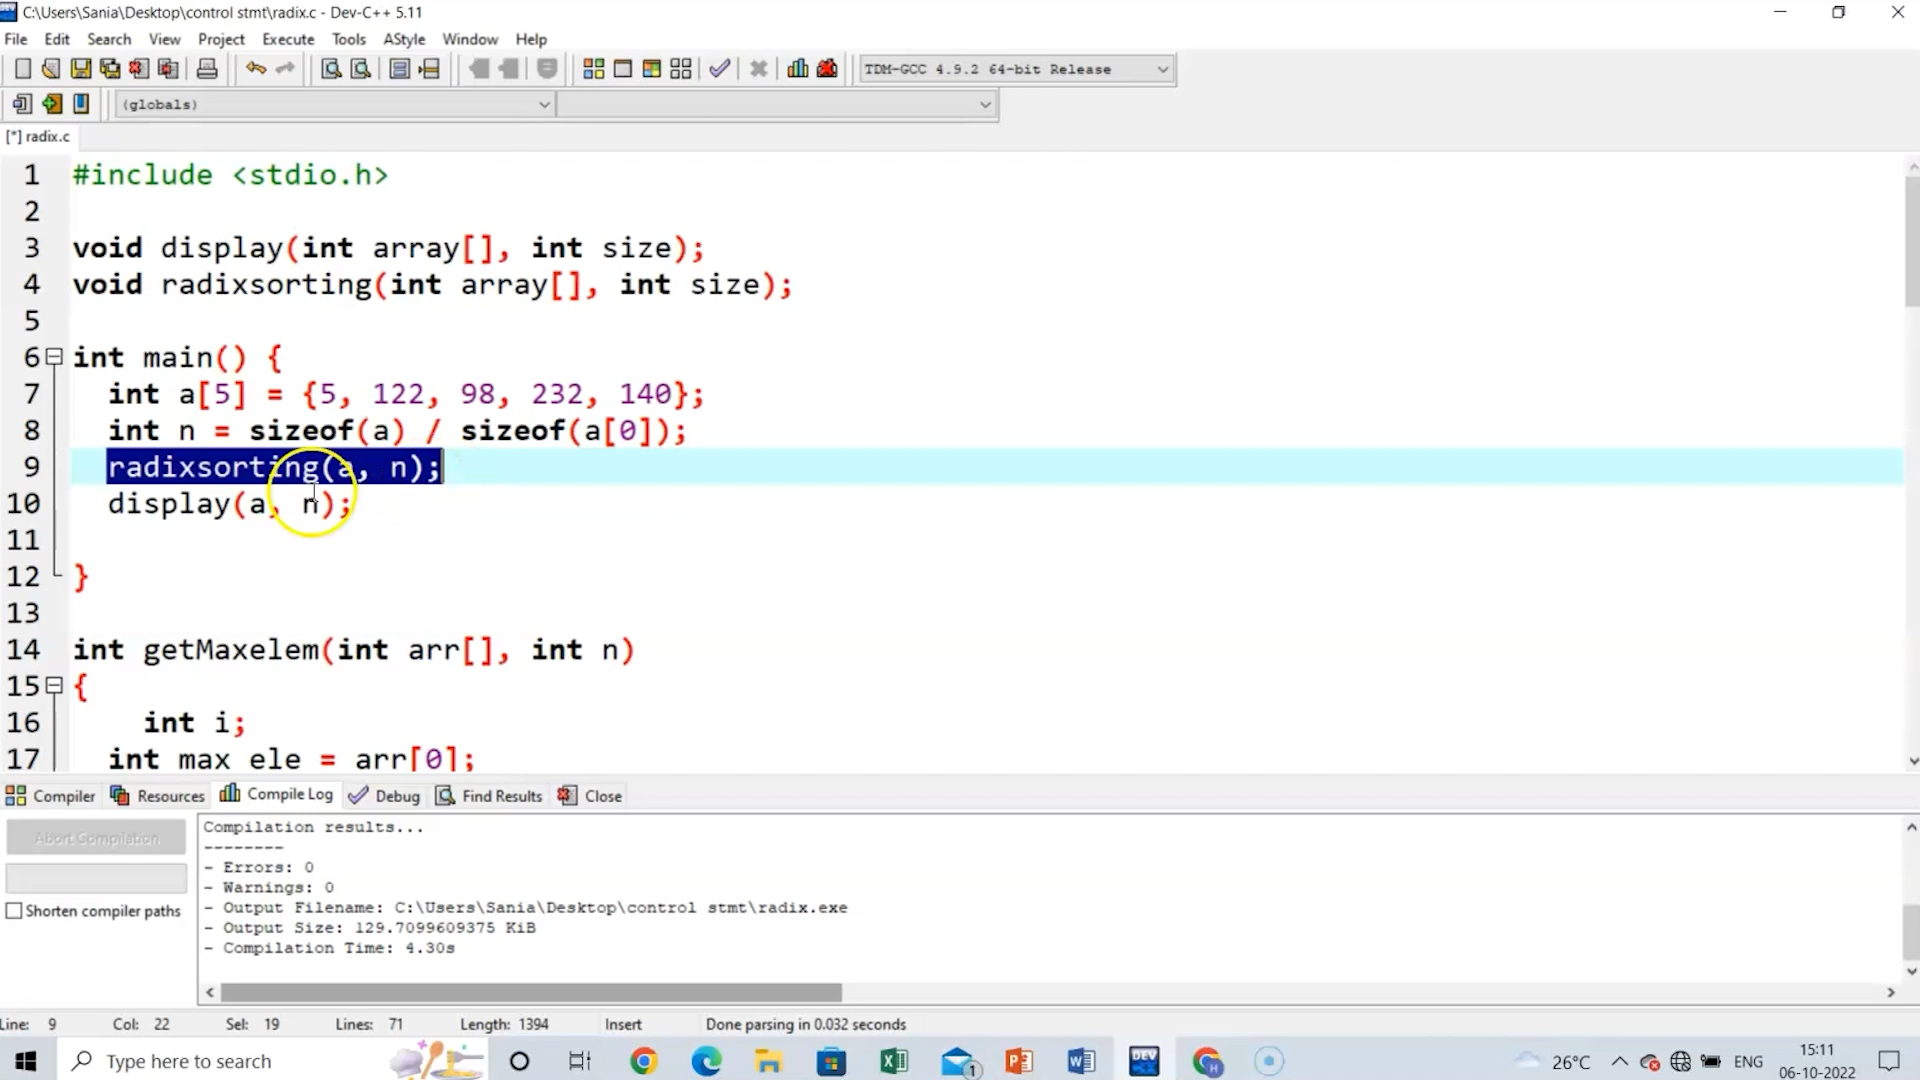 C:\Users\Sania\Desktop\control stmt\radix.c - Dev-C++ 5.11
File Edit Search View Project Execute Tools AStyle Window Help
TDM-GCC 4.9.2 64-bit Release
(globals)
[*] radix.c
1 #include <stdio.h>
2
3 void display(int array[], int size);
4 void radixsorting(int array[], int size);
5
6 int main() {
7 int a[5] = {5, 122, 98, 232, 140};
8 int n = sizeof(a) / sizeof(a[0]);
9 radixsorting(a, n);
10 display(a, n);
11
12 }
13
14 int getMaxelem(int arr[], int n)
15 {
16 int i;
17 int max ele = arr[0];
Compiler Resources Compile Log Debug Find Results Close
Abort Compilation
Shorten compiler paths
Compilation results...
--------
- Errors: 0
- Warnings: 0
- Output Filename: C:\Users\Sania\Desktop\control stmt\radix.exe
- Output Size: 129.7099609375 KiB
- Compilation Time: 4.30s
Line: 9 Col: 22 Sel: 19 Lines: 71 Length: 1394 Insert Done parsing in 0.032 seconds
Type here to search
1
DEV
H
26°C
ENG
15:11
06-10-2022